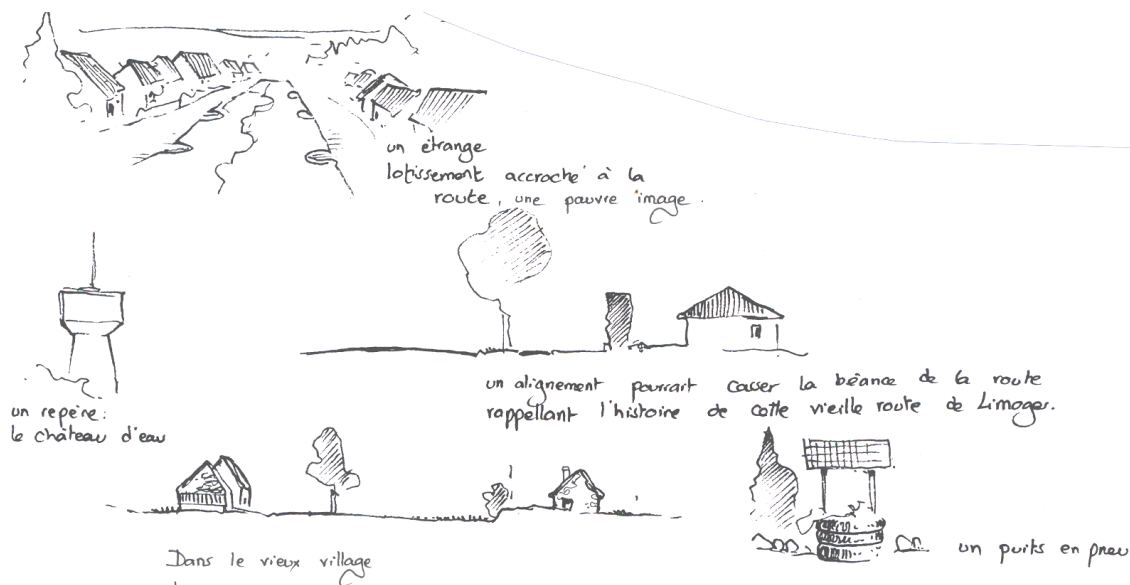 un étrange
lotissement accroché à la
route, une pauvre image.
un repère:
le château d'eau
un alignement pourrait casser la béance de la route
rappellant l'histoire de cette vieille route de Limoges.
Dans le vieux village
un puits en pneu